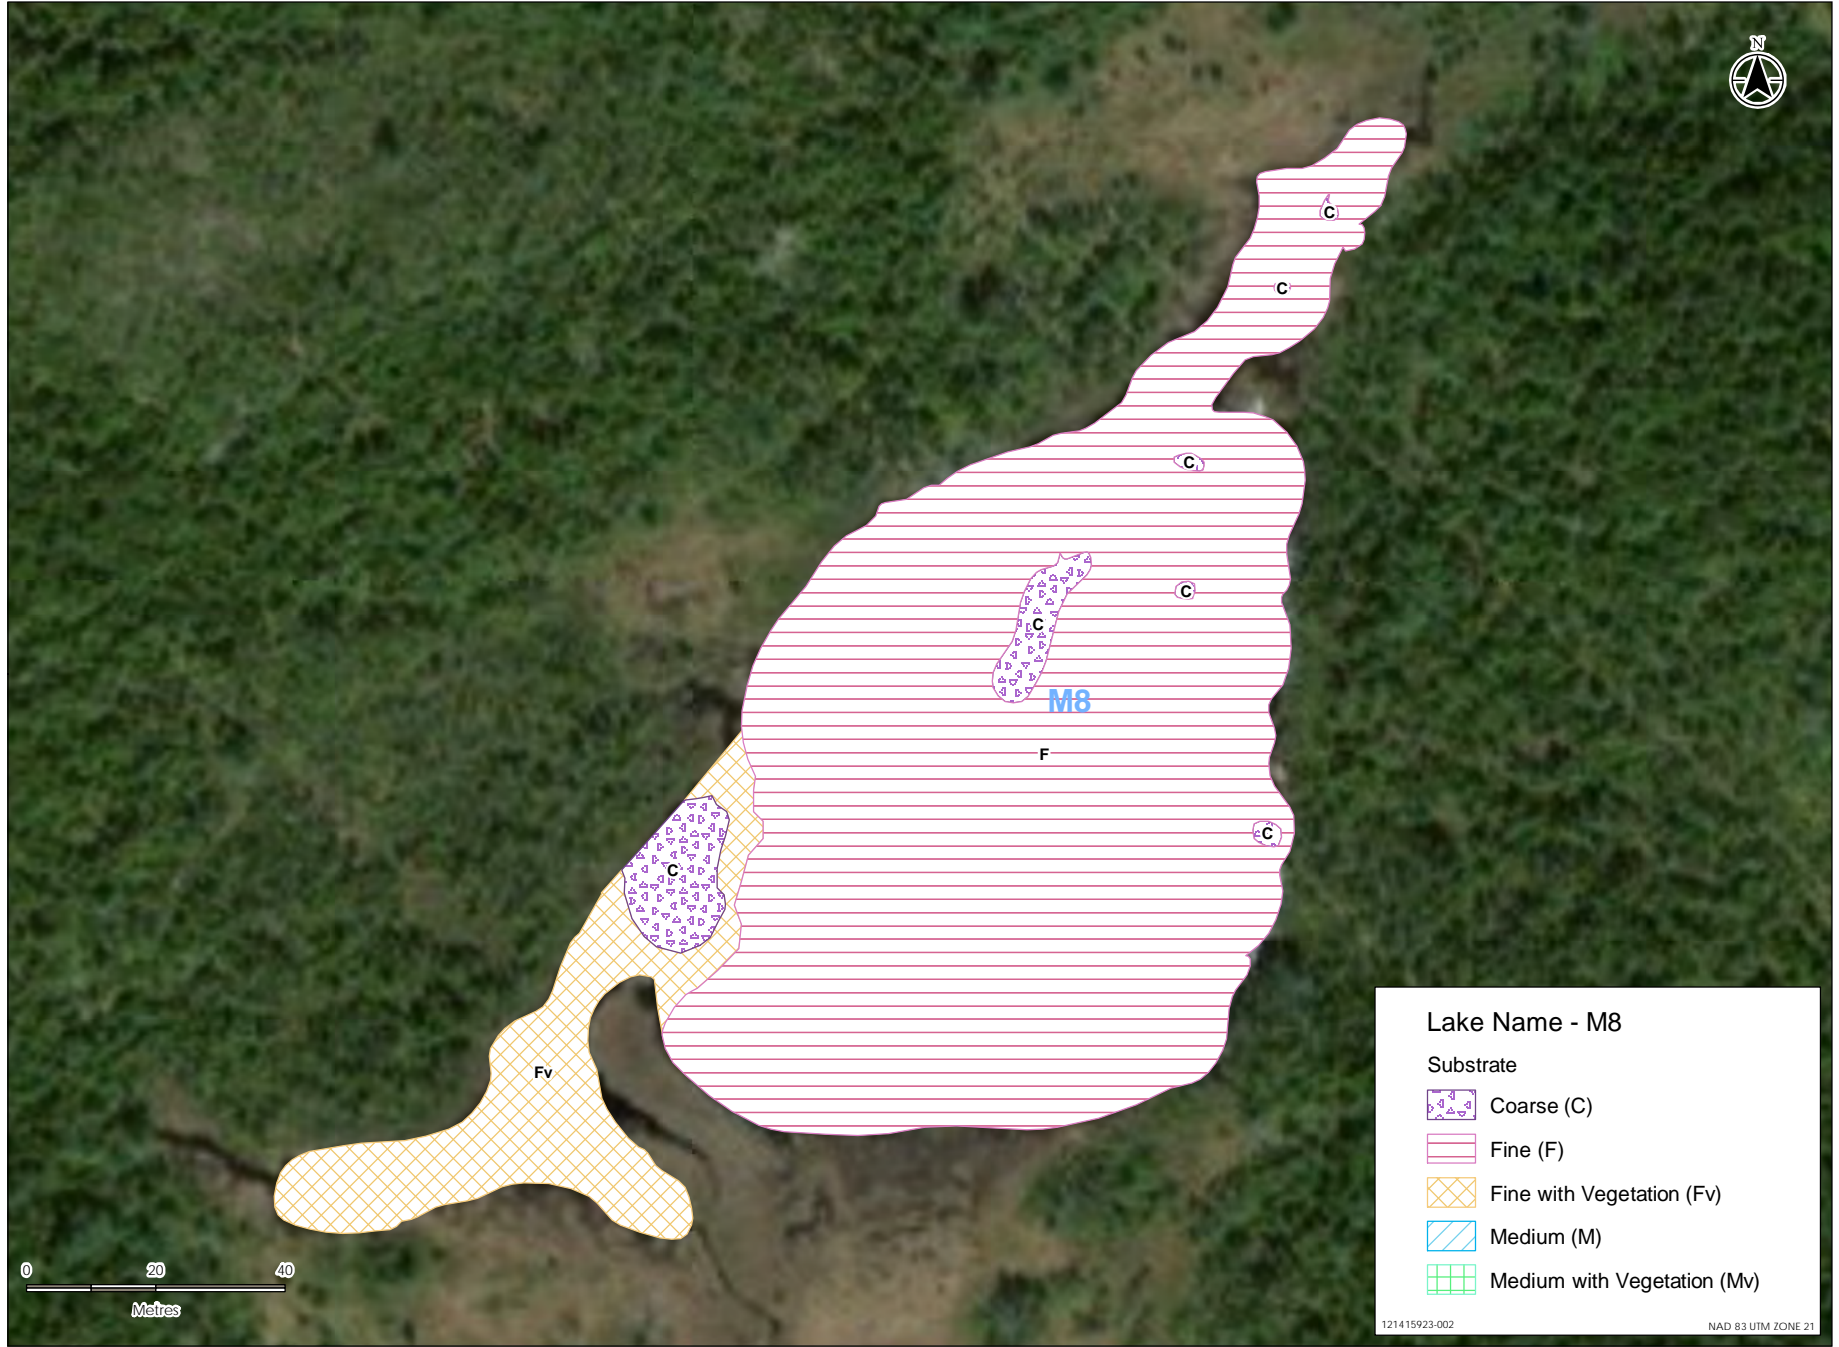 N
C
C
C
C
C
C
M8
F
C
C
Fv
0 20 40
Metres
Lake Name - M8
Substrate
Coarse (C)
Fine (F)
Fine with Vegetation (Fv)
Medium (M)
Medium with Vegetation (Mv)
121415923-002
NAD 83 UTM ZONE 21